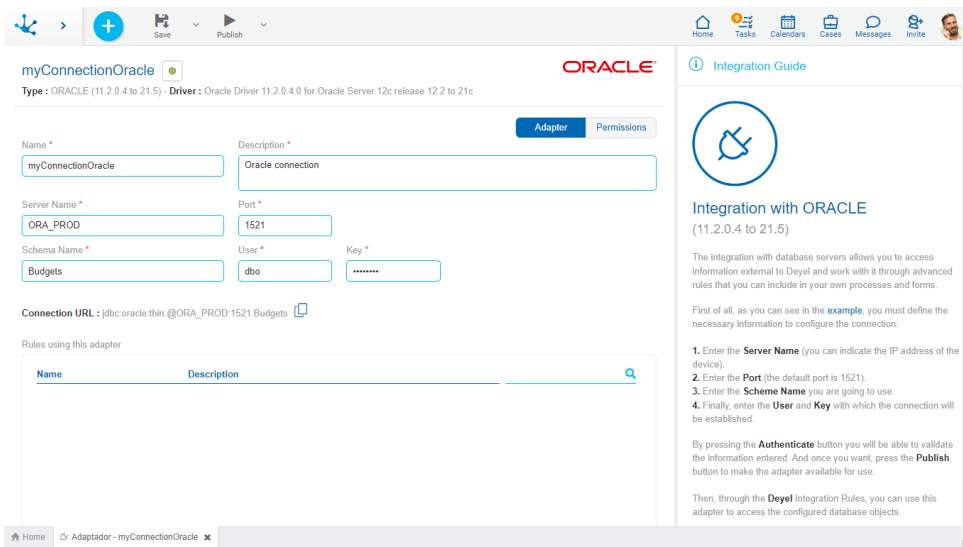 Save
Publish
Home
9
Tasks
Calendars
Cases
Messages
Invite
myConnectionOracle
ORACLE
Type : ORACLE (11.2.0.4 to 21.5) - Driver : Oracle Driver 11.2.0.4.0 for Oracle Server 12c release 12.2 to 21c
Adapter
Permissions
Name *
Description *
myConnectionOracle
Oracle connection
Server Name *
Port *
ORA_PROD
1521
Schema Name *
User *
Key *
Budgets
dbo
••••••••
Connection URL : jdbc:oracle:thin:@ORA_PROD:1521:Budgets
Rules using this adapter
Name
Description
Integration Guide
Integration with ORACLE
(11.2.0.4 to 21.5)
The integration with database servers allows you to access
information external to Deyel and work with it through advanced
rules that you can include in your own processes and forms.
First of all, as you can see in the example, you must define the
necessary information to configure the connection:
1. Enter the Server Name (you can indicate the IP address of the
device).
2. Enter the Port (the default port is 1521).
3. Enter the Scheme Name you are going to use.
4. Finally, enter the User and Key with which the connection will
be established.
By pressing the Authenticate button you will be able to validate
the information entered. And once you want, press the Publish
button to make the adapter available for use.
Then, through the Deyel Integration Rules, you can use this
adapter to access the configured database objects.
Home
Adaptador - myConnectionOracle